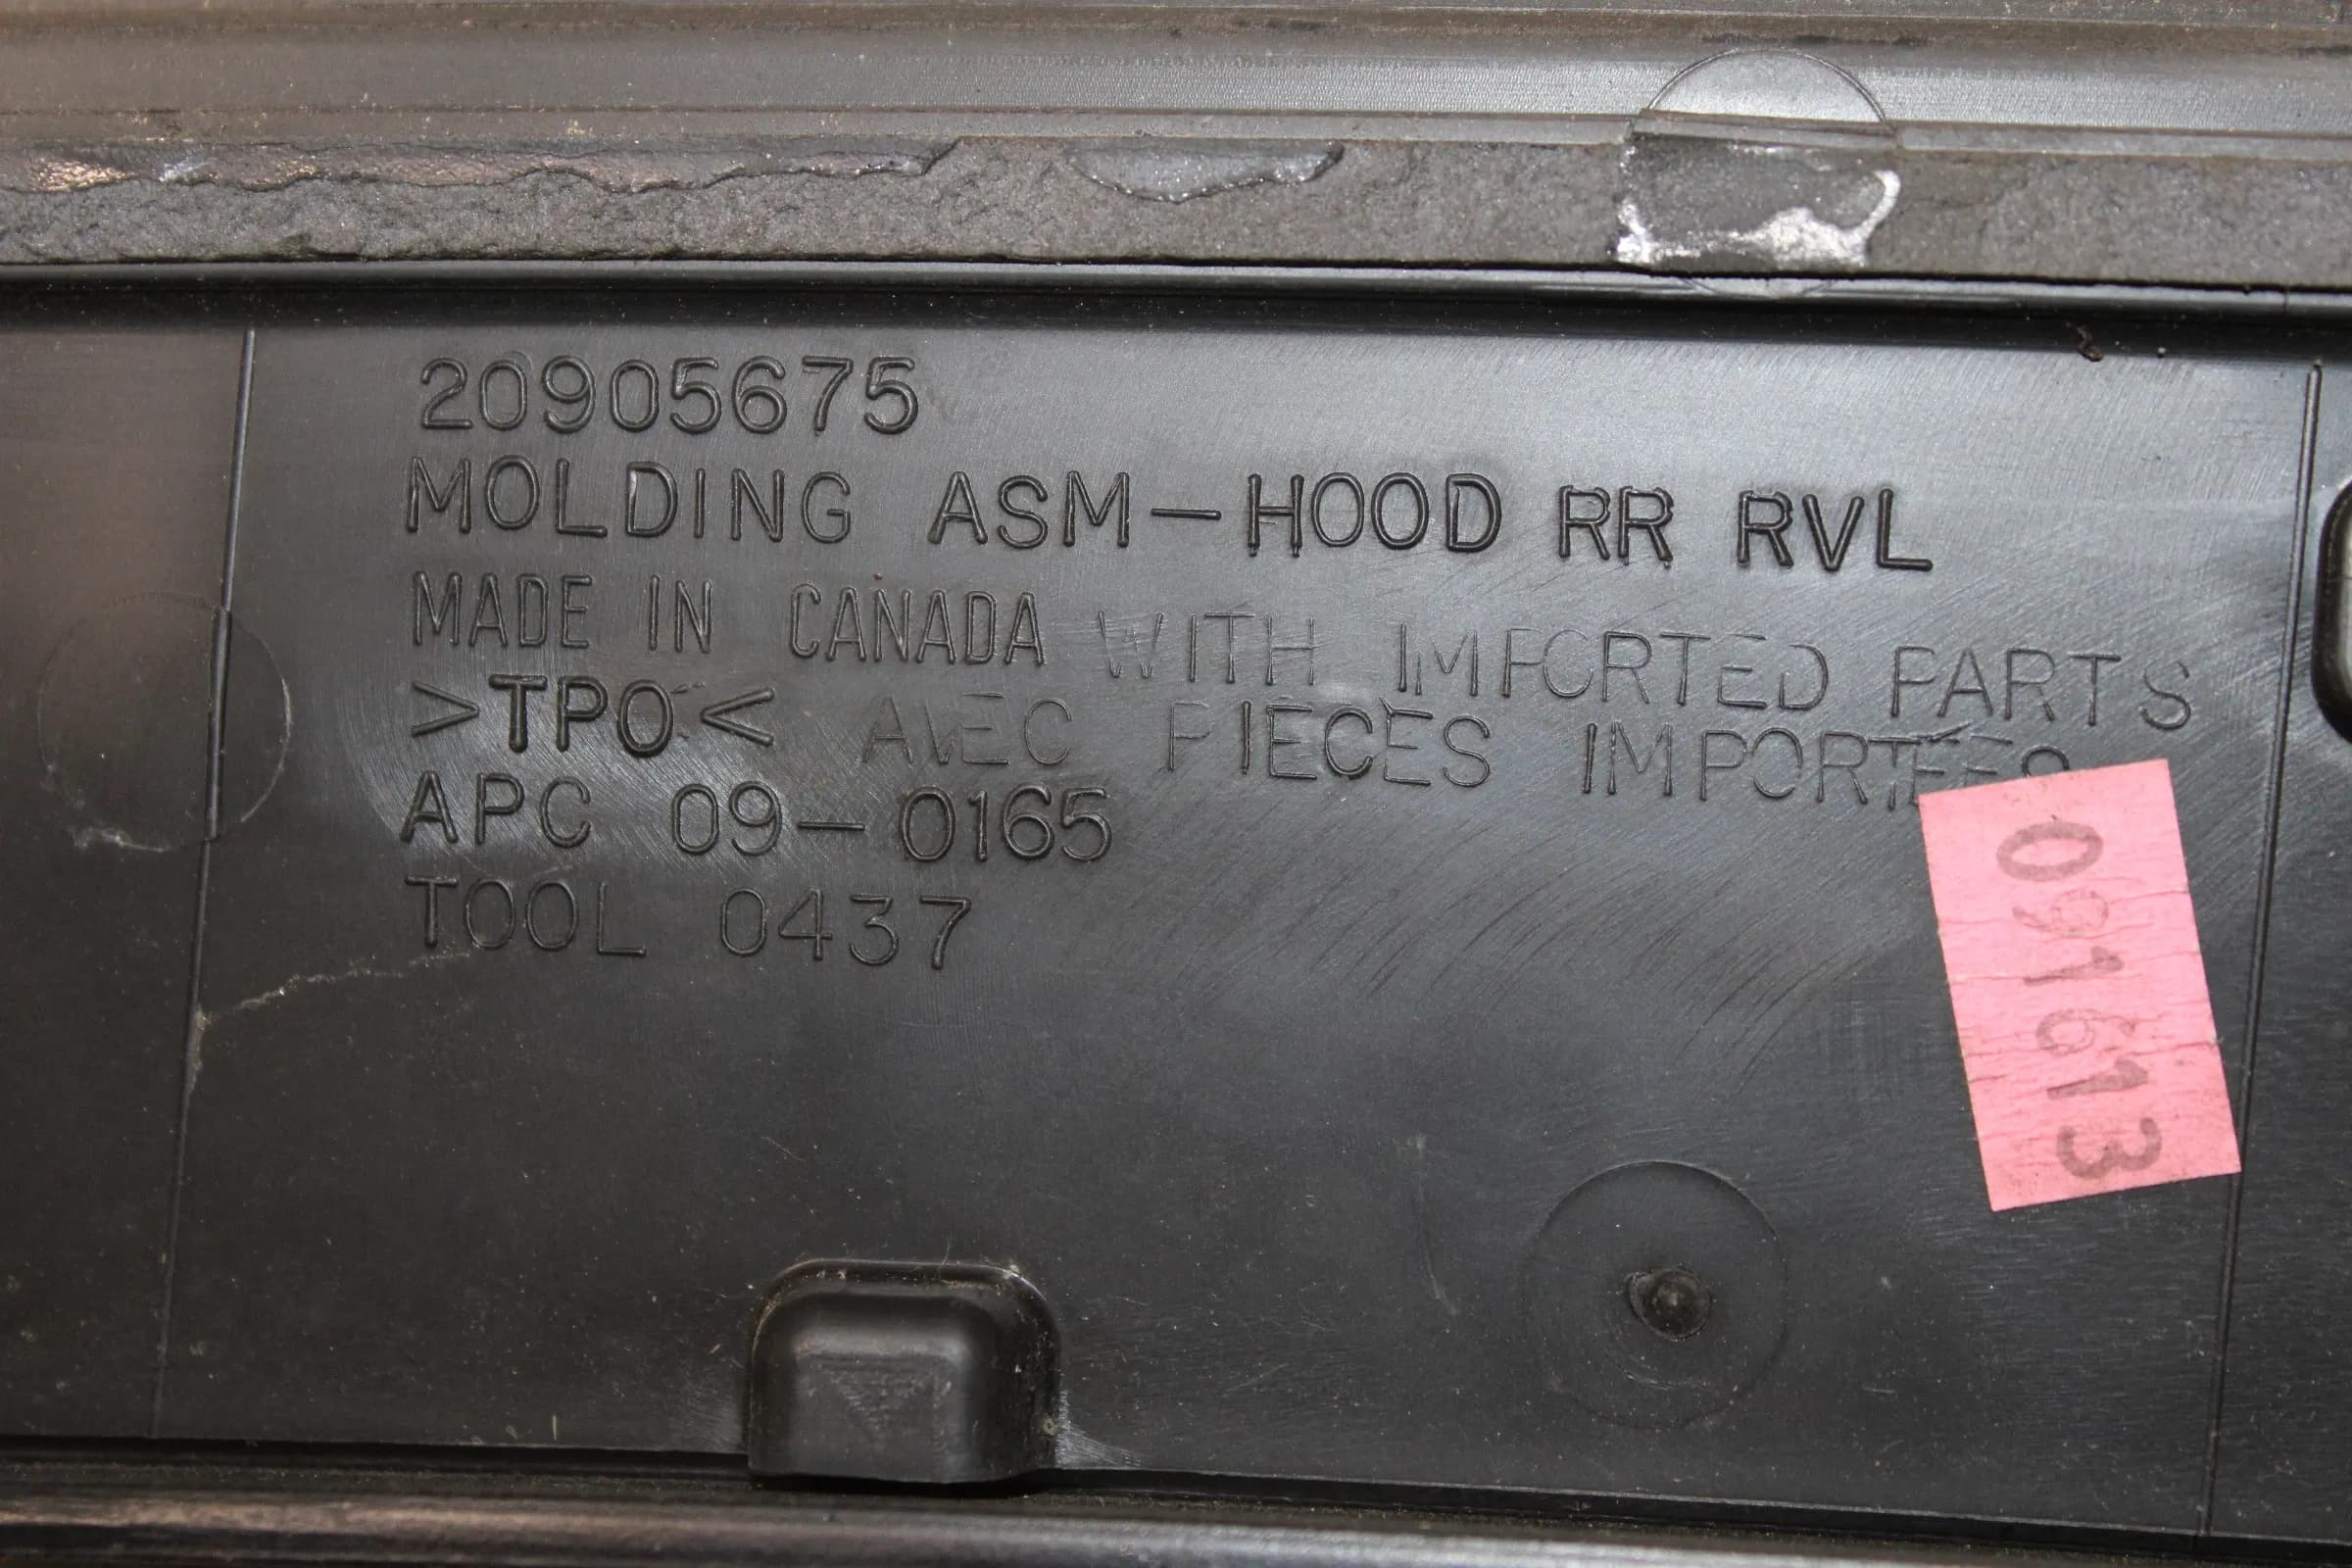 20905675
MOLDING ASM-HOOD RR RVL
MADE IN CANADA WITH IMPORTED PARTS
>TPO< AVEC PIECES IMPORTÉES
APC 09-0165
TOOL 0437
091613